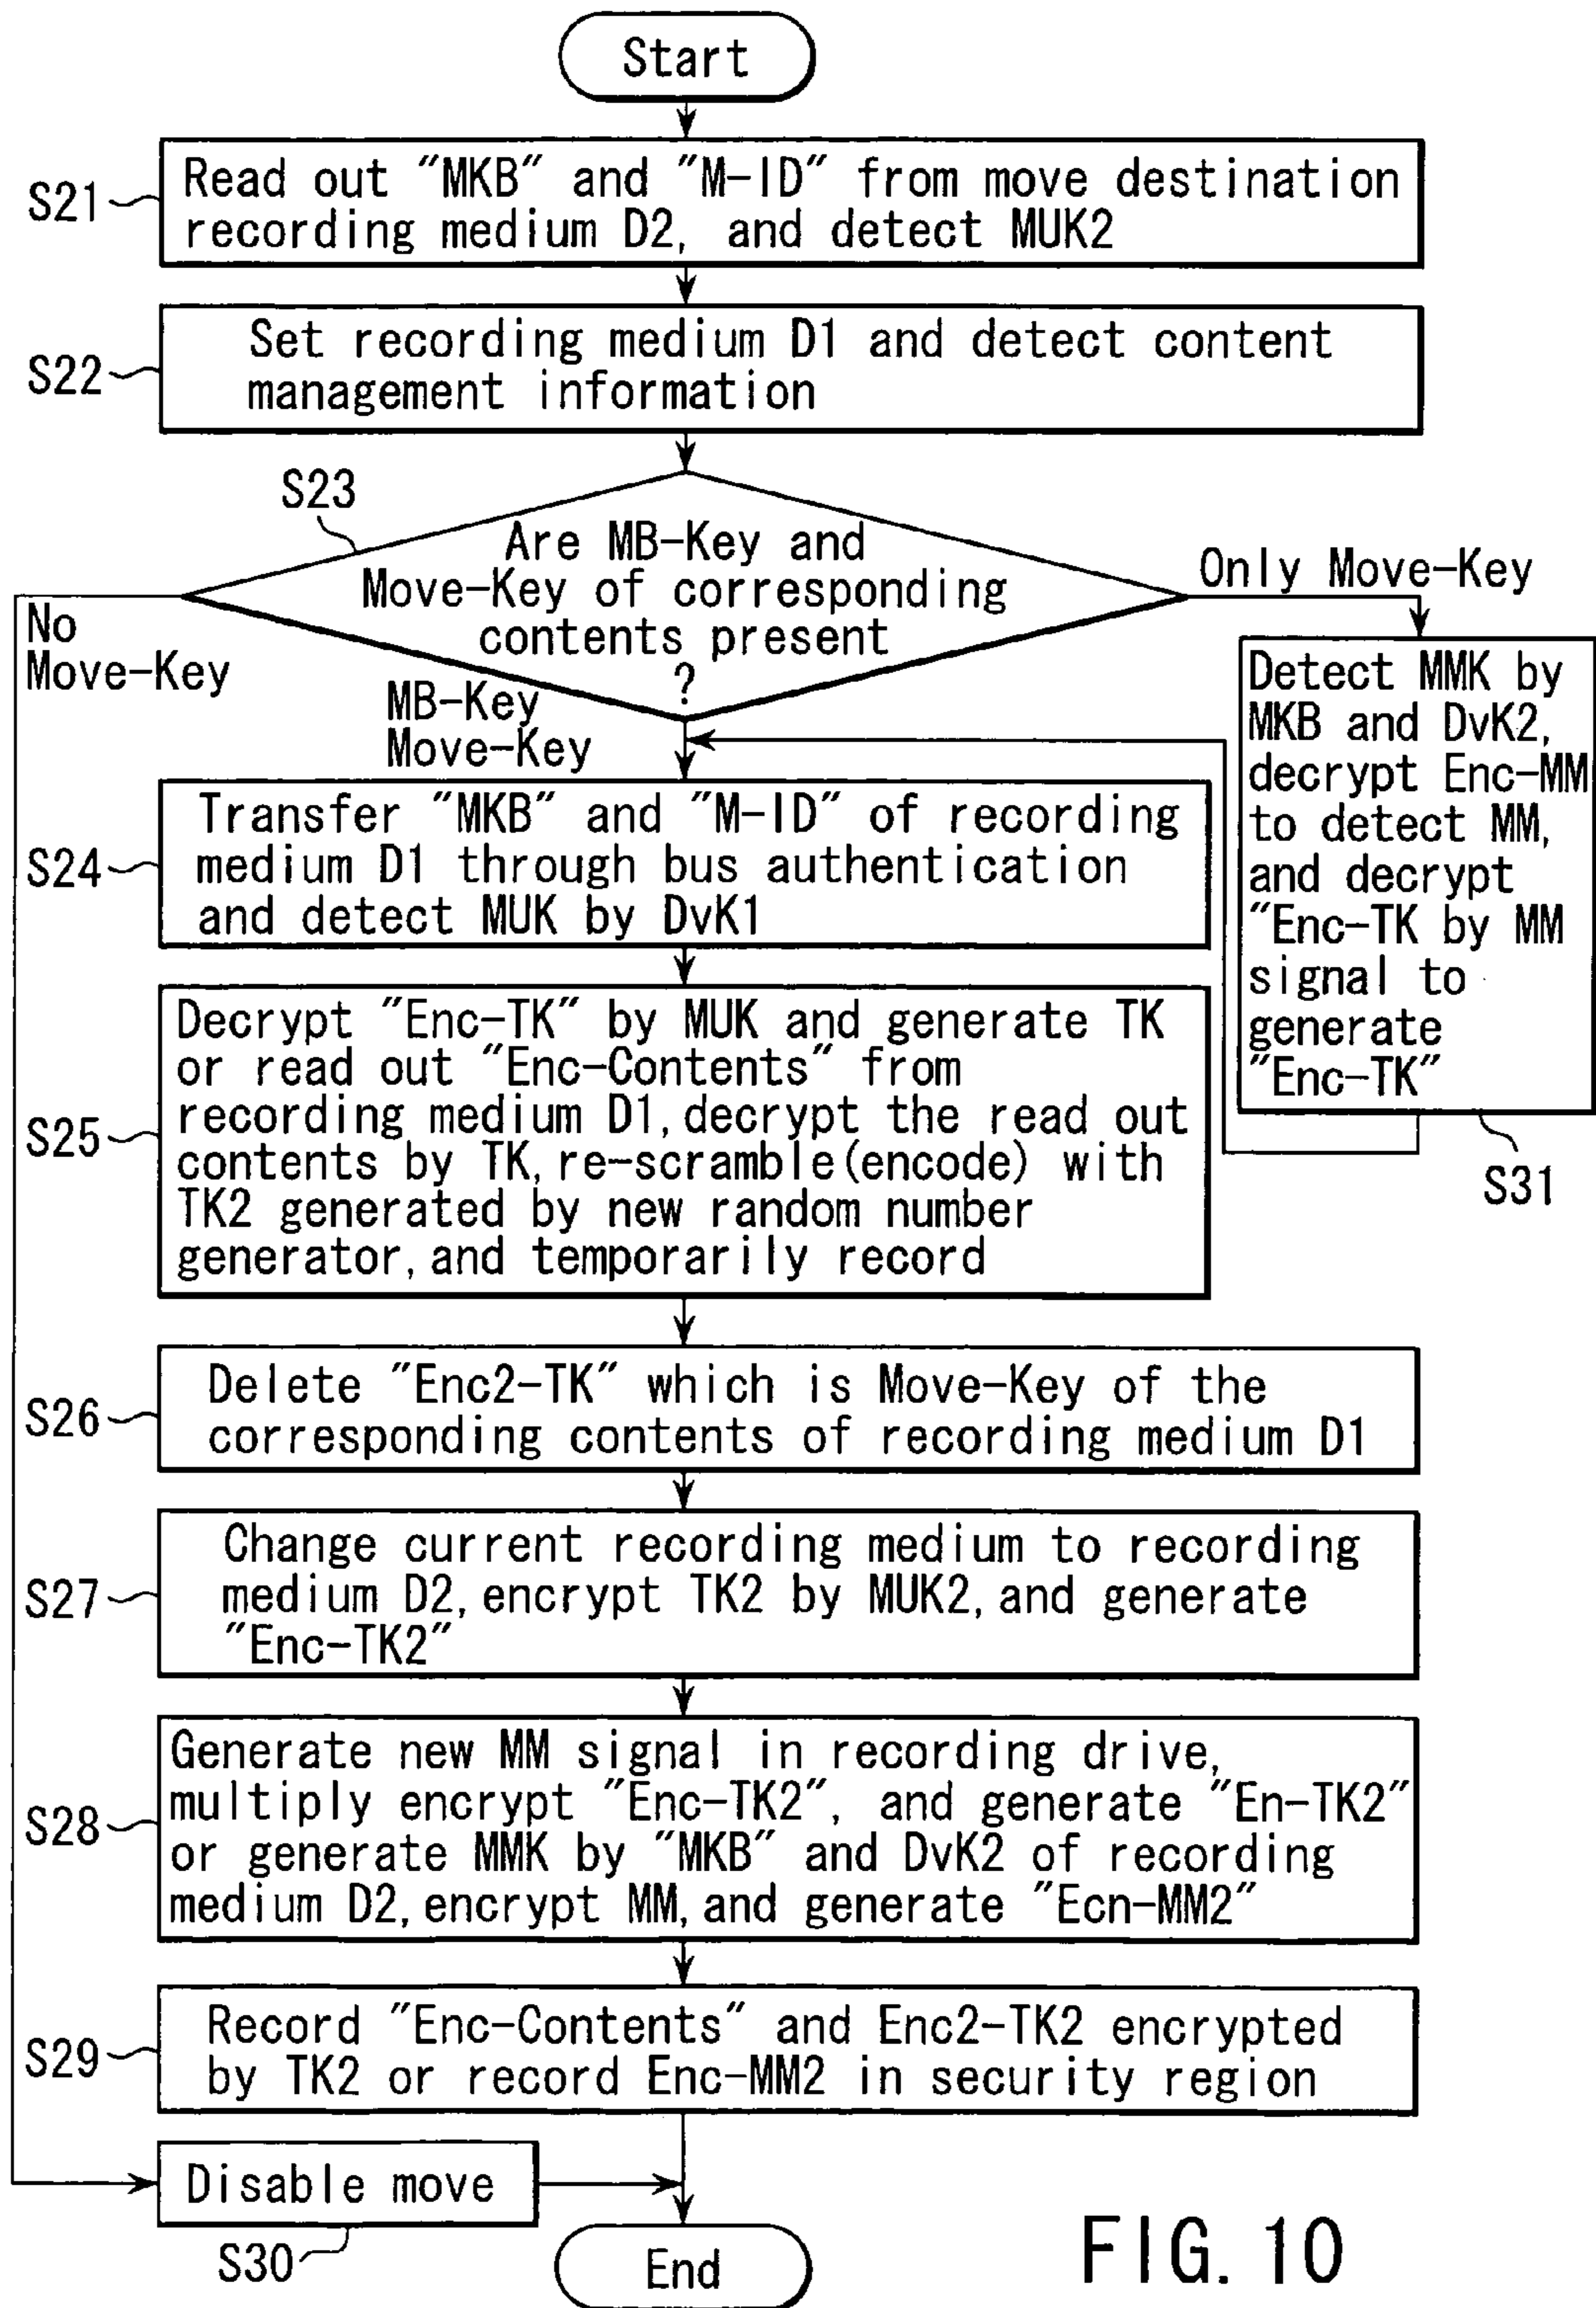 Start
S21
Read out "MKB" and "M-ID" from move destination
recording medium D2, and detect MUK2
S22
Set recording medium D1 and detect content
management information
S23
Are MB-Key and
Move-Key of corresponding
contents present
?
Only Move-Key
No
Move-Key
MB-Key
Move-Key
Detect MMK by
MKB and DvK2,
decrypt Enc-MM
to detect MM,
and decrypt
"Enc-TK by MM
signal to
generate
"Enc-TK"
S31
S24
Transfer "MKB" and "M-ID" of recording
medium D1 through bus authentication
and detect MUK by DvK1
S25
Decrypt "Enc-TK" by MUK and generate TK
or read out "Enc-Contents" from
recording medium D1, decrypt the read out
contents by TK, re-scramble(encode) with
TK2 generated by new random number
generator, and temporarily record
S26
Delete "Enc2-TK" which is Move-Key of the
corresponding contents of recording medium D1
S27
Change current recording medium to recording
medium D2, encrypt TK2 by MUK2, and generate
"Enc-TK2"
S28
Generate new MM signal in recording drive,
multiply encrypt "Enc-TK2", and generate "En-TK2"
or generate MMK by "MKB" and DvK2 of recording
medium D2, encrypt MM, and generate "Ecn-MM2"
S29
Record "Enc-Contents" and Enc2-TK2 encrypted
by TK2 or record Enc-MM2 in security region
Disable move
S30
End
FIG. 10